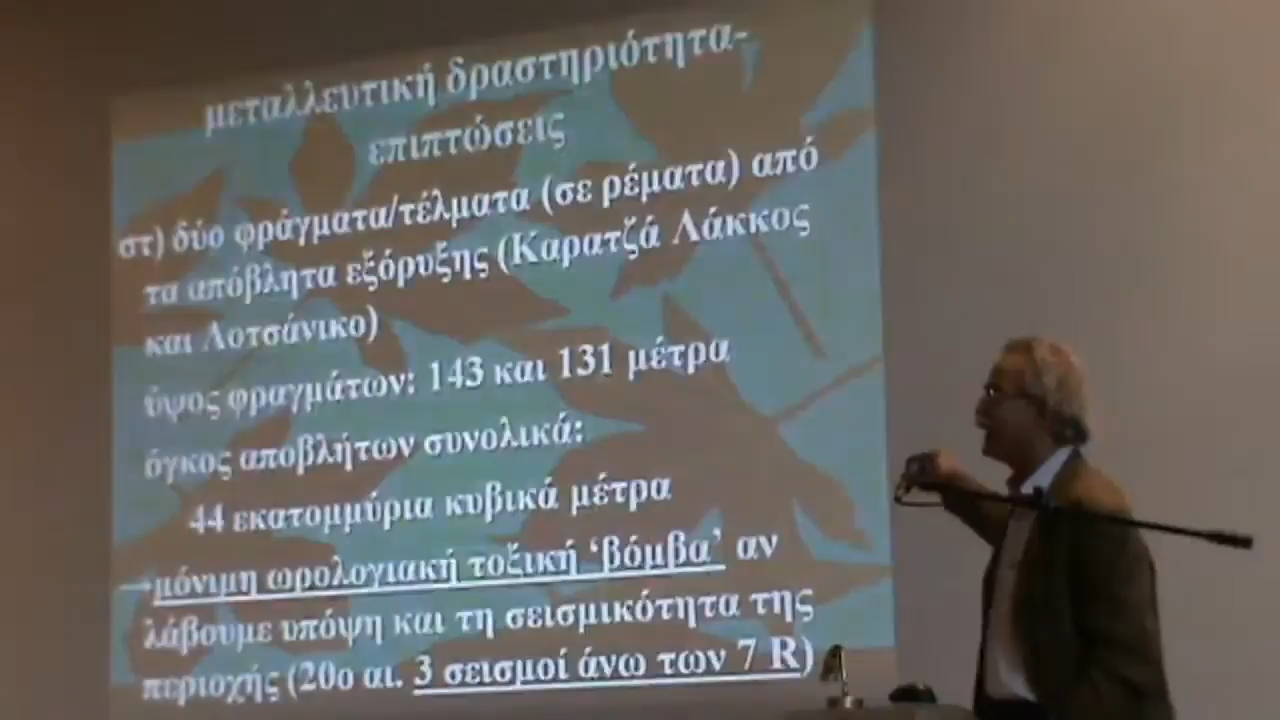 μεταλλευτική δραστηριότητα-
επιπτώσεις
στ) δύο φράγματα/τέλματα (σε ρέματα) από
τα απόβλητα εξόρυξης (Καρατζά Λάκκος
και Λοτσάνικο)
ύψος φραγμάτων: 143 και 131 μέτρα
όγκος αποβλήτων συνολικά:
44 εκατομμύρια κυβικά μέτρα
→μόνιμη ωρολογιακή τοξική ‘βόμβα’ αν
λάβουμε υπόψη και τη σεισμικότητα της
περιοχής (20ο αι. 3 σεισμοί άνω των 7 R)